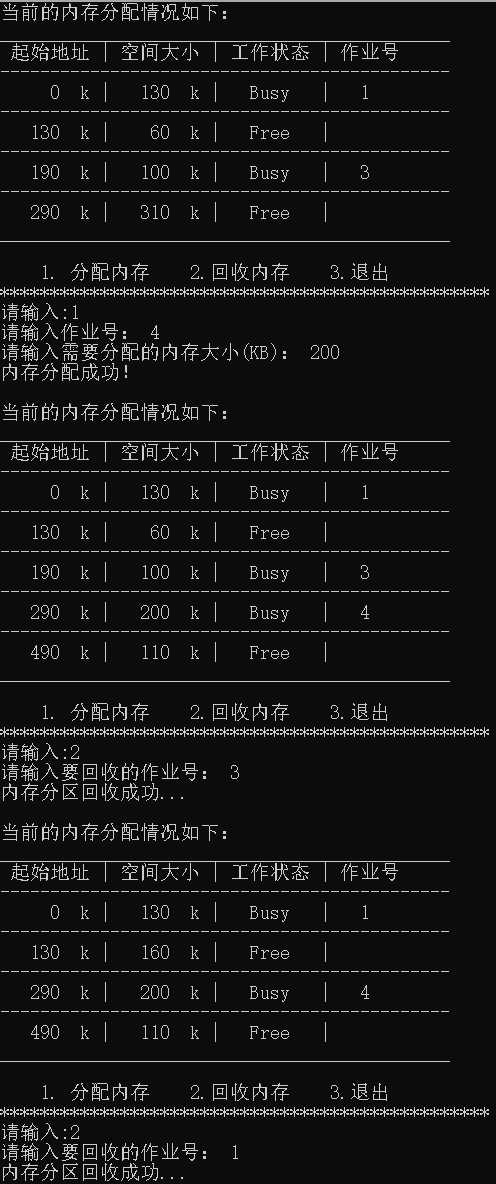 当前的内存分配情况如下:
起始地址 | 空间大小 | 工作状态 | 作业号
0 k | 130 k | Busy | 1
130 k | 60 k | Free |
190 k | 100 k | Busy | 3
290 k | 310 k | Free |
1. 分配内存 2.回收内存 3.退出
*************************************************
请输入:1
请输入作业号: 4
请输入需要分配的内存大小(KB): 200
内存分配成功!
当前的内存分配情况如下:
起始地址 | 空间大小 | 工作状态 | 作业号
0 k | 130 k | Busy | 1
130 k | 60 k | Free |
190 k | 100 k | Busy | 3
290 k | 200 k | Busy | 4
490 k | 110 k | Free |
1. 分配内存 2.回收内存 3.退出
*************************************************
请输入:2
请输入要回收的作业号: 3
内存分区回收成功...
当前的内存分配情况如下:
起始地址 | 空间大小 | 工作状态 | 作业号
0 k | 130 k | Busy | 1
130 k | 160 k | Free |
290 k | 200 k | Busy | 4
490 k | 110 k | Free |
1. 分配内存 2.回收内存 3.退出
*************************************************
请输入:2
请输入要回收的作业号: 1
内存分区回收成功...